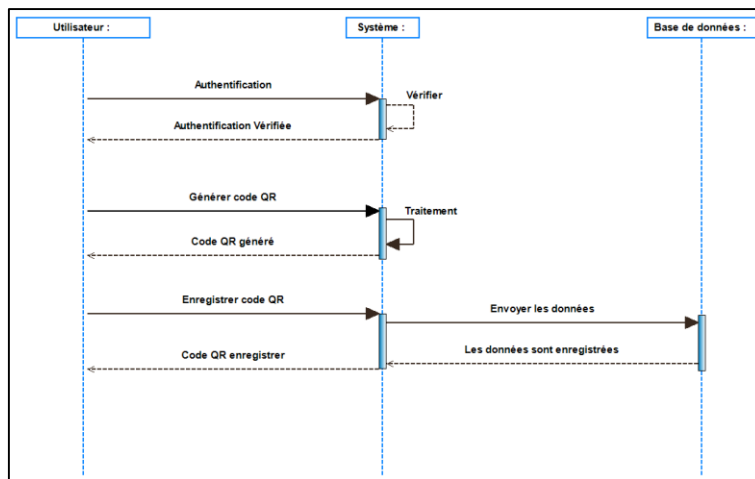 Utilisateur :
Système :
Base de données :
Authentification
Vérifier
Authentification Vérifiée
Générer code QR
Traitement
Code QR généré
Enregistrer code QR
Envoyer les données
Les données sont enregistrées
Code QR enregistrer